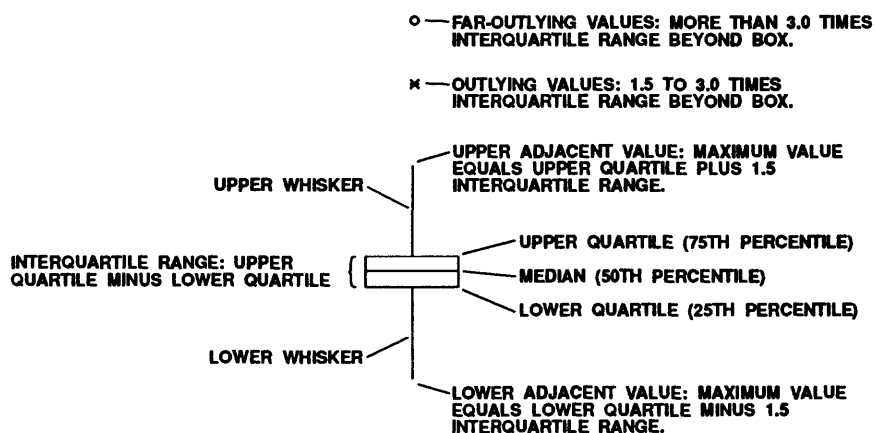 FAR-OUTLYING VALUES: MORE THAN 3.0 TIMES
INTERQUARTILE RANGE BEYOND BOX.
OUTLYING VALUES: 1.5 TO 3.0 TIMES
INTERQUARTILE RANGE BEYOND BOX.
UPPER ADJACENT VALUE: MAXIMUM VALUE
EQUALS UPPER QUARTILE PLUS 1.5
INTERQUARTILE RANGE.
UPPER WHISKER
UPPER QUARTILE (75TH PERCENTILE)
INTERQUARTILE RANGE: UPPER
QUARTILE MINUS LOWER QUARTILE
MEDIAN (50TH PERCENTILE)
LOWER QUARTILE (25TH PERCENTILE)
LOWER WHISKER
LOWER ADJACENT VALUE: MAXIMUM VALUE
EQUALS LOWER QUARTILE MINUS 1.5
INTERQUARTILE RANGE.